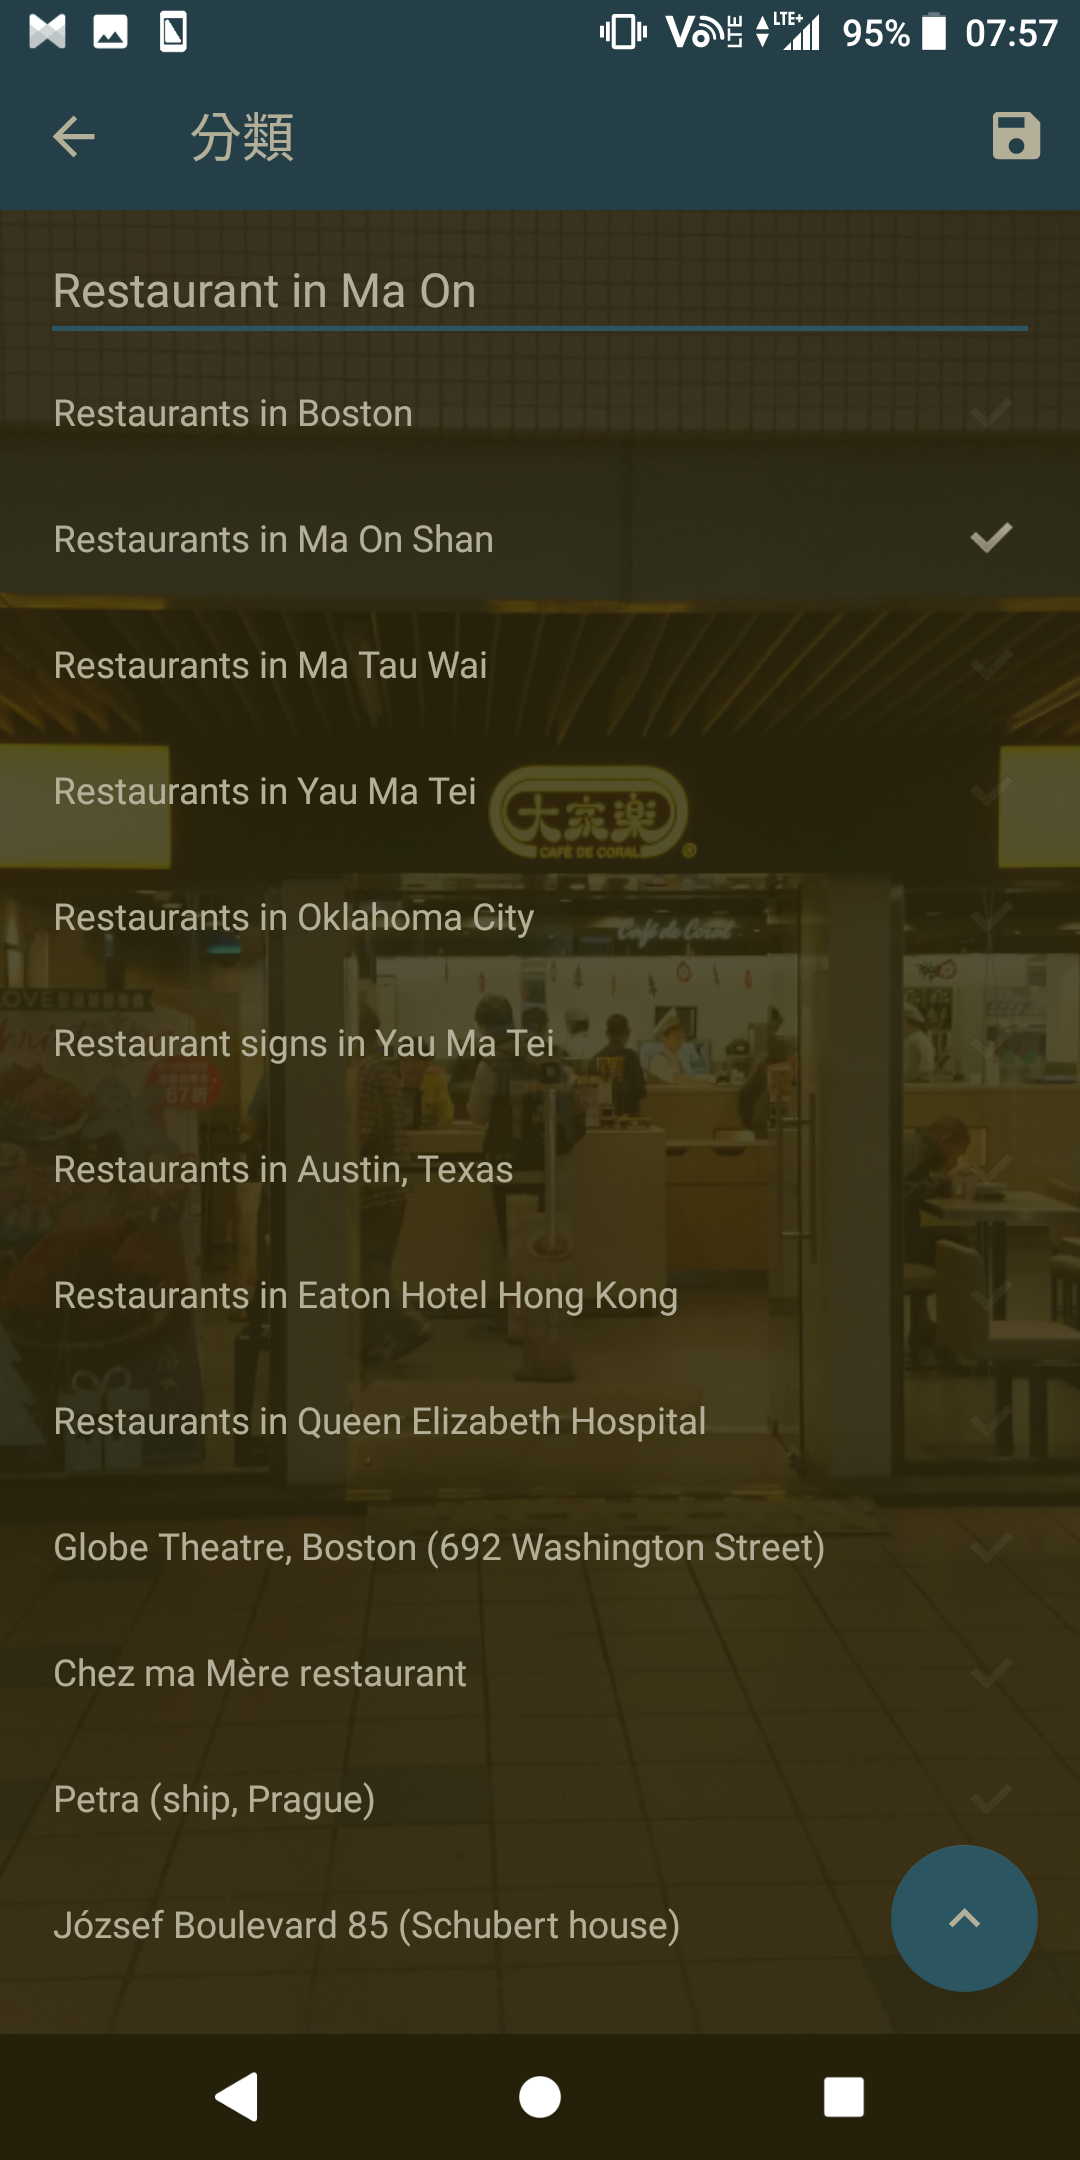 95% 07:57
分類
Restaurant in Ma On
Restaurants in Boston
Restaurants in Ma On Shan
Restaurants in Ma Tau Wai
Restaurants in Yau Ma Tei
大家樂
CAFÉ DE CORAL
Restaurants in Oklahoma City
Café de Coral
Restaurant signs in Yau Ma Tei
67折
Restaurants in Austin, Texas
Restaurants in Eaton Hotel Hong Kong
Restaurants in Queen Elizabeth Hospital
Globe Theatre, Boston (692 Washington Street)
Chez ma Mère restaurant
Petra (ship, Prague)
József Boulevard 85 (Schubert house)